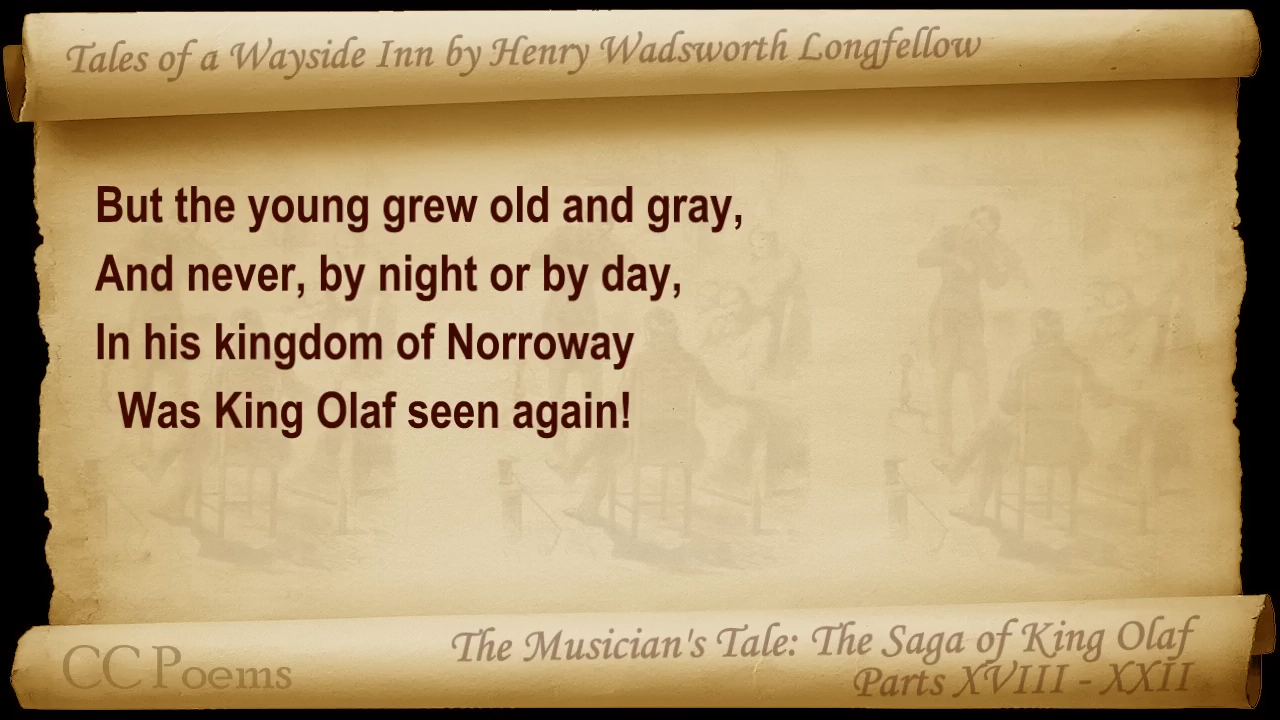 Tales of a Wayside Inn by Henry Wadsworth Longfellow
But the young grew old and gray,
And never, by night or by day,
In his kingdom of Norroway
Was King Olaf seen again!
The Musician's Tale: The Saga of King Olaf
Parts XVIII - XXII
CC Poems